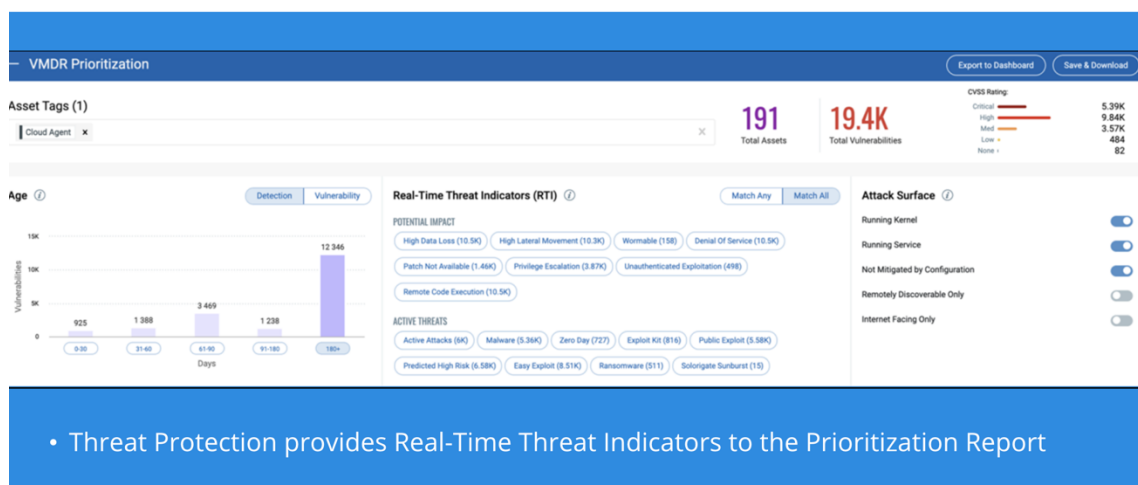 VMDR Prioritization
Export to Dashboard
Save & Download
Asset Tags (1)
Cloud Agent x
x
191
Total Assets
19.4K
Total Vulnerabilities
CVSS Rating:
Critical 5.39K
High 9.84K
Med 3.57K
Low 484
None 82
Age
Detection Vulnerability
Vulnerabilities
15K
10K
5K
0
925
1 388
3 469
1 238
12 346
0-30 31-60 61-90 91-180 180+
Days
Real-Time Threat Indicators (RTI)
Match Any Match All
POTENTIAL IMPACT
High Data Loss (10.5K) High Lateral Movement (10.3K) Wormable (158) Denial Of Service (10.5K)
Patch Not Available (1.46K) Privilege Escalation (3.87K) Unauthenticated Exploitation (498)
Remote Code Execution (10.5K)
ACTIVE THREATS
Active Attacks (6K) Malware (5.36K) Zero Day (727) Exploit Kit (816) Public Exploit (5.58K)
Predicted High Risk (6.58K) Easy Exploit (8.51K) Ransomware (511) Solorigate Sunburst (15)
Attack Surface
Running Kernel
Running Service
Not Mitigated by Configuration
Remotely Discoverable Only
Internet Facing Only
• Threat Protection provides Real-Time Threat Indicators to the Prioritization Report